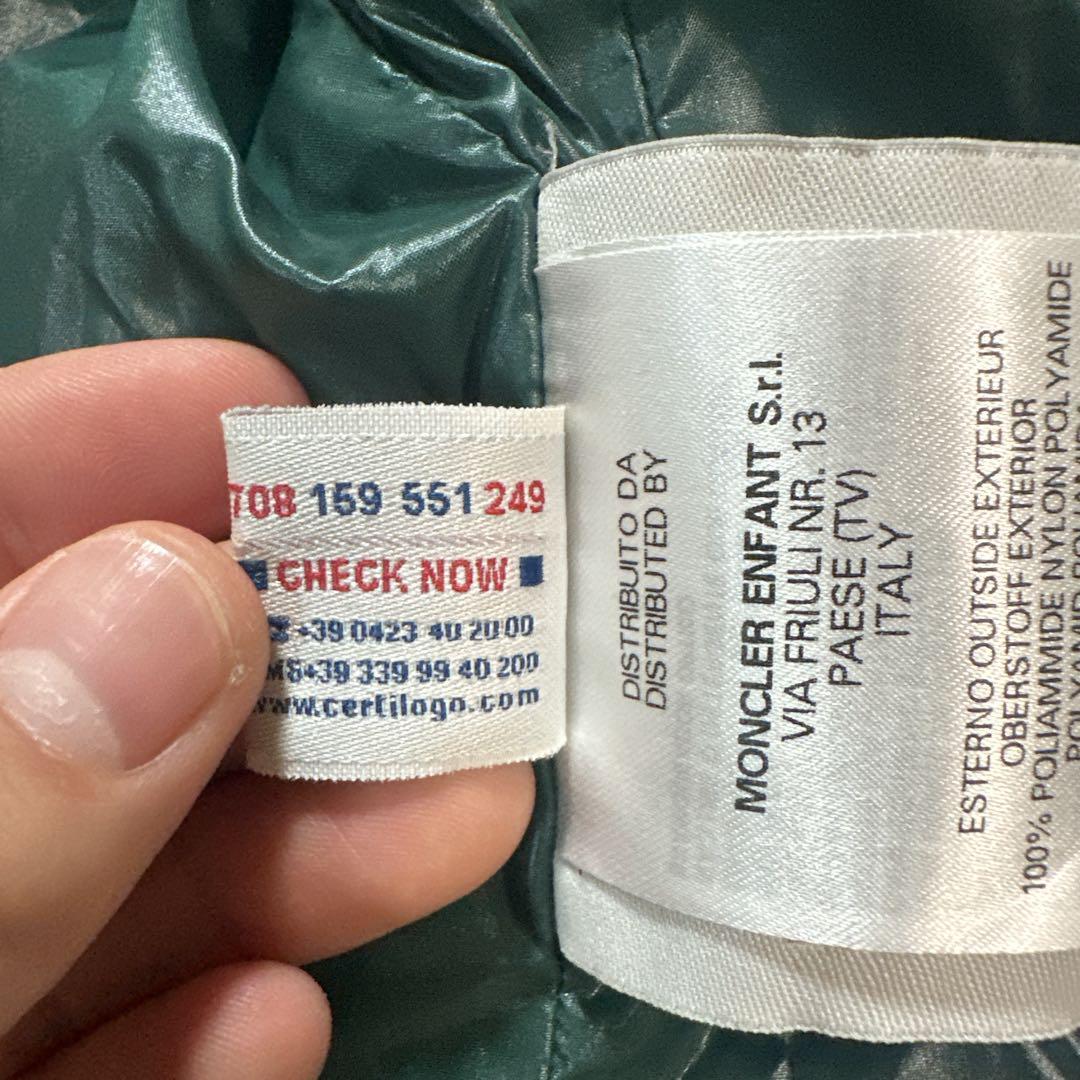 T08 159 551 249
CHECK NOW
+39 0423 40 20 00
MS+39 339 99 40 200
www.certilogo.com
DISTRIBUITO DA
DISTRIBUTED BY
MONCLER ENFANT S.r.l.
VIA FRIULI NR. 13
PAESE (TV)
ITALY
ESTERNO OUTSIDE EXTERIEUR
OBERSTOFF EXTERIOR
100% POLIAMMIDE NYLON POLYAMIDE